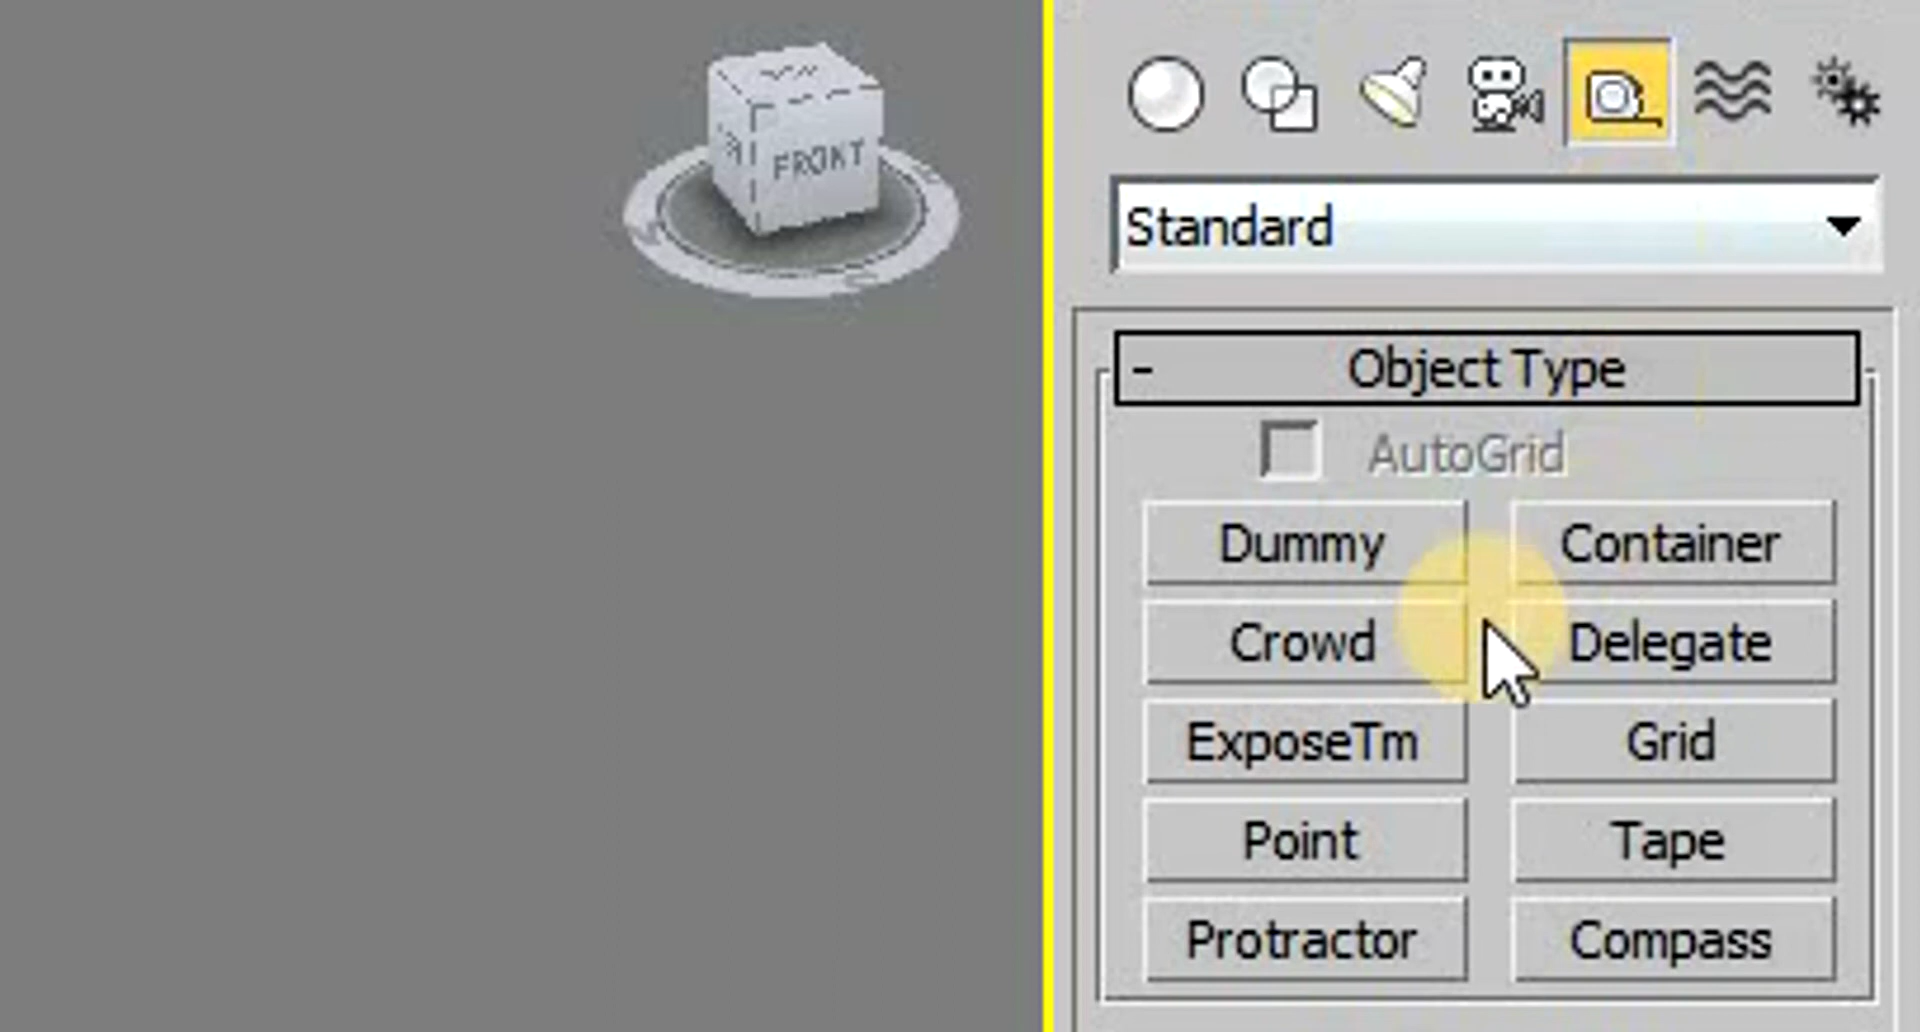 FRONT
Standard
- Object Type
AutoGrid
Dummy Container
Crowd Delegate
ExposeTm Grid
Point Tape
Protractor Compass